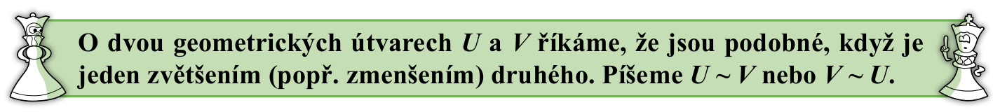 O dvou geometrických útvarech U a V říkáme, že jsou podobné, když je
jeden zvětšením (popř. zmenšením) druhého. Píšeme U ~ V nebo V ~ U.